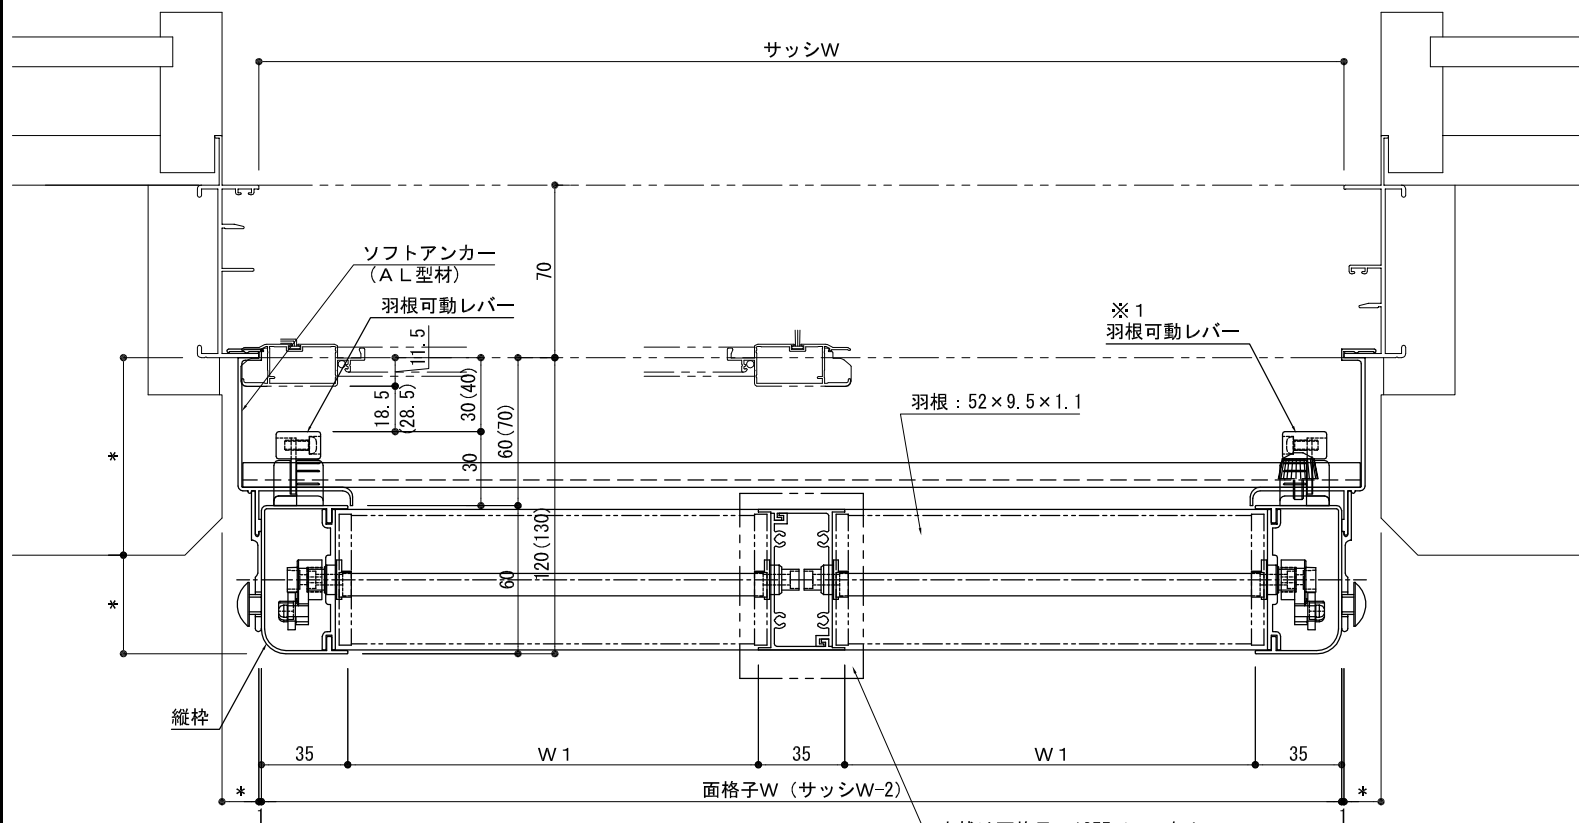 サッシW
70
ソフトアンカー
（ＡＬ型材）
羽根可動レバー
11.5
※１
羽根可動レバー
18.5
(28.5)
30(40)
60(70)
30
羽根：52×9.5×1.1
*
*
120(130)
60
縦枠
35
Ｗ１
35
Ｗ１
35
*
面格子W（サッシW-2）
*
1
1